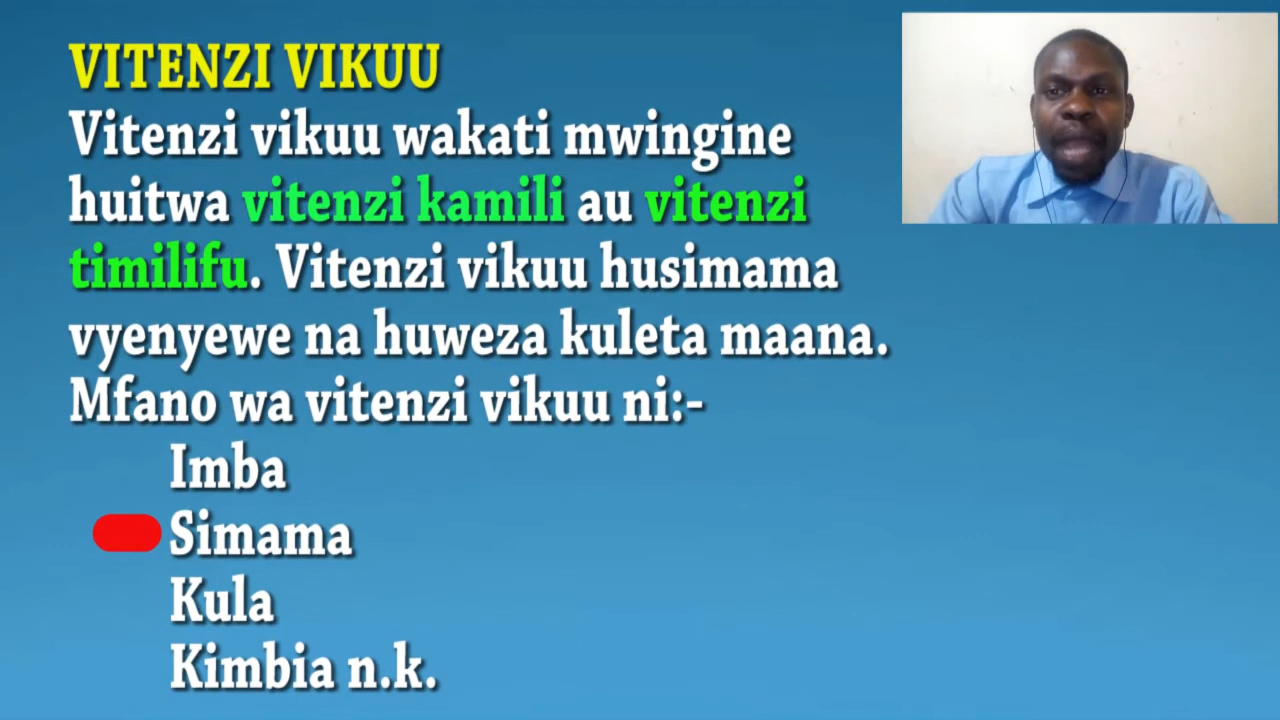 VITENZI VIKUU
Vitenzi vikuu wakati mwingine
huitwa vitenzi kamili au vitenzi
timilifu. Vitenzi vikuu husimama
vyenyewe na huweza kuleta maana.
Mfano wa vitenzi vikuu ni:-
Imba
Simama
Kula
Kimbia n.k.